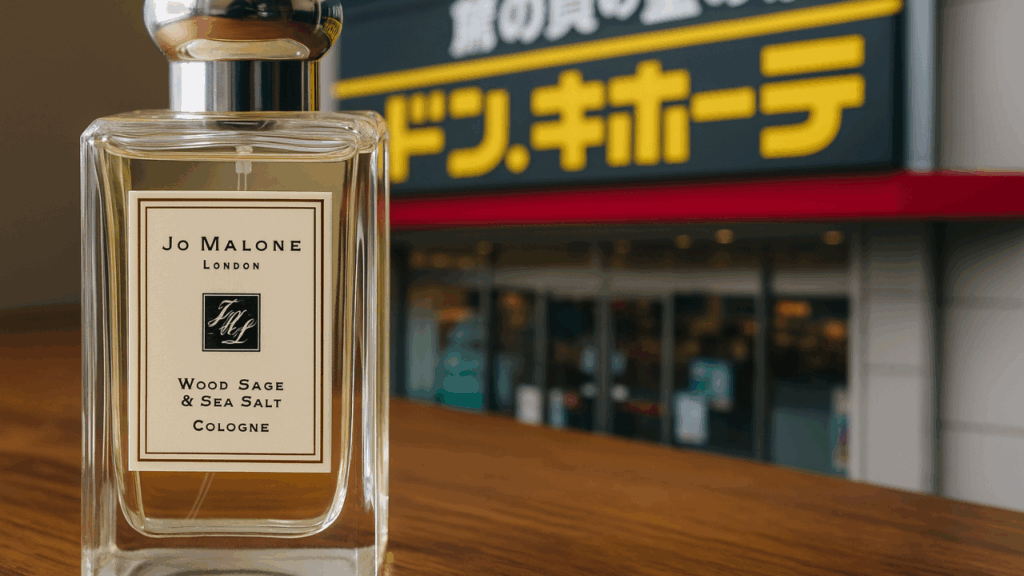 Jo Malone
London
Wood Sage
& Sea Salt
Cologne
ドン.キホーテ